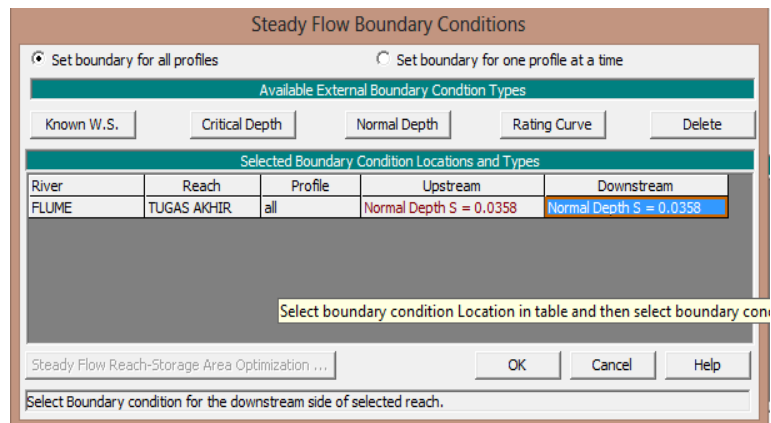 Steady Flow Boundary Conditions
Set boundary for all profiles Set boundary for one profile at a time
Available External Boundary Condtion Types
Known W.S. Critical Depth Normal Depth Rating Curve Delete
Selected Boundary Condition Locations and Types
River Reach Profile Upstream Downstream
FLUME TUGAS AKHIR all Normal Depth S = 0.0358 Normal Depth S = 0.0358
Select boundary condition Location in table and then select boundary con
Steady Flow Reach-Storage Area Optimization ... OK Cancel Help
Select Boundary condition for the downstream side of selected reach.